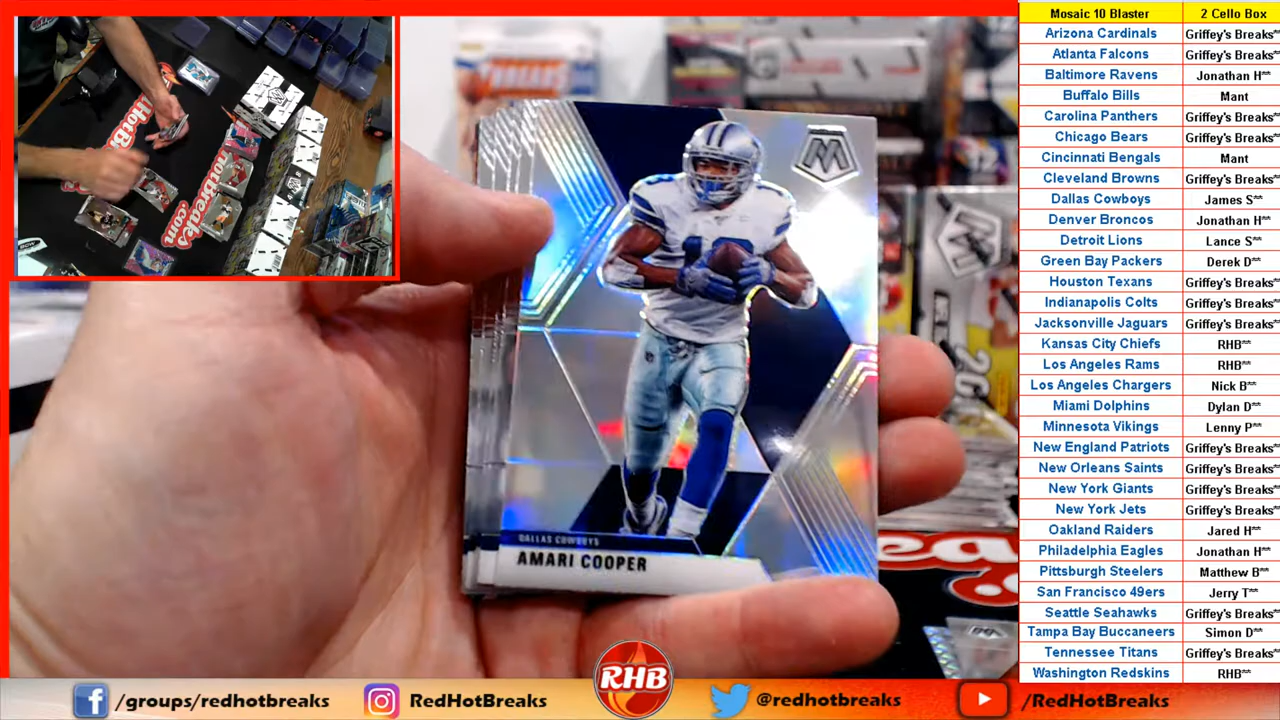 Mosaic 10 Blaster 2 Cello Box
Arizona Cardinals Griffey's Breaks**
Atlanta Falcons Griffey's Breaks**
Baltimore Ravens Jonathan H**
Buffalo Bills Mant
Carolina Panthers Griffey's Breaks**
Chicago Bears Griffey's Breaks**
Cincinnati Bengals Mant
Cleveland Browns Griffey's Breaks**
Dallas Cowboys James S**
Denver Broncos Jonathan H**
Detroit Lions Lance S**
Green Bay Packers Derek D**
Houston Texans Griffey's Breaks**
Indianapolis Colts Griffey's Breaks**
Jacksonville Jaguars Griffey's Breaks**
Kansas City Chiefs RHB**
Los Angeles Rams RHB**
Los Angeles Chargers Nick B**
Miami Dolphins Dylan D**
Minnesota Vikings Lenny P**
New England Patriots Griffey's Breaks**
New Orleans Saints Griffey's Breaks**
New York Giants Griffey's Breaks**
New York Jets Griffey's Breaks**
Oakland Raiders Jared H**
Philadelphia Eagles Jonathan H**
Pittsburgh Steelers Matthew B**
San Francisco 49ers Jerry T**
Seattle Seahawks Griffey's Breaks**
Tampa Bay Buccaneers Simon D**
Tennessee Titans Griffey's Breaks**
Washington Redskins RHB**
M
DALLAS COWBOYS
AMARI COOPER
/groups/redhotbreaks RedHotBreaks RHB @redhotbreaks /RedHotBreaks